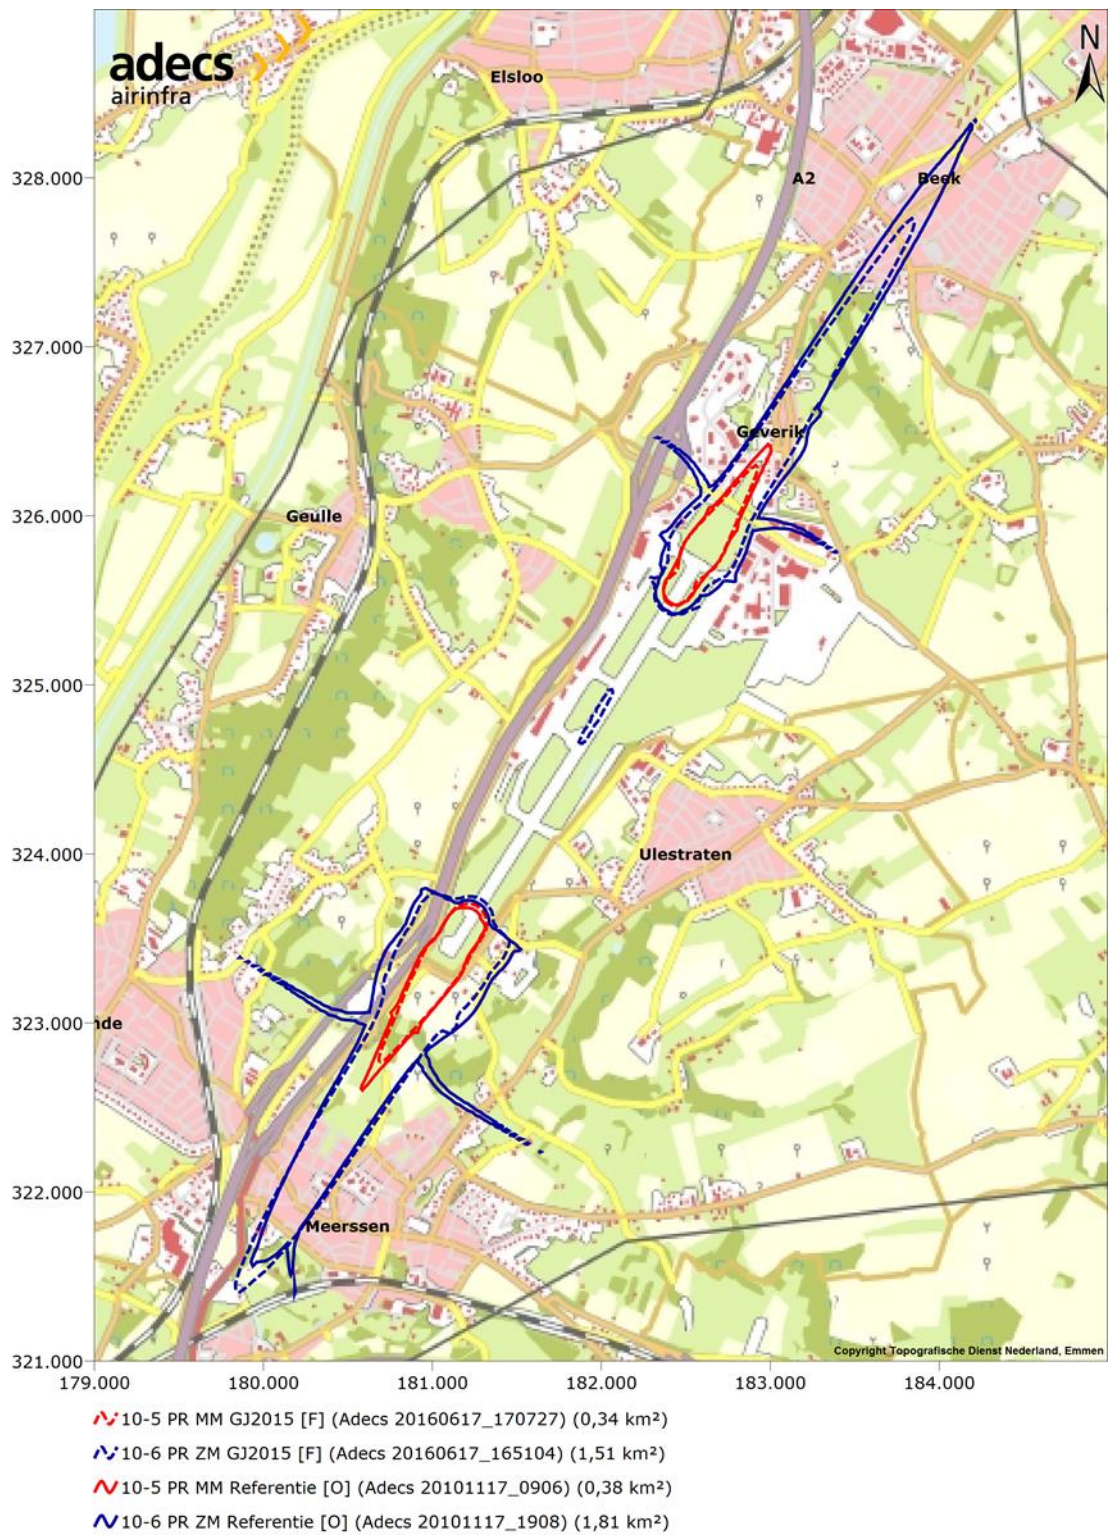 adecs
airinfra
N
Elsloo
328.000
A2
Beek
327.000
Geverik
326.000
Geulle
325.000
324.000
Ulestraten
323.000
nde
322.000
Meerssen
321.000
Copyright Topografische Dienst Nederland, Emmen
179.000 180.000 181.000 182.000 183.000 184.000
10-5 PR MM GJ2015 [F] (Adecs 20160617_170727) (0,34 km²)
10-6 PR ZM GJ2015 [F] (Adecs 20160617_165104) (1,51 km²)
10-5 PR MM Referentie [O] (Adecs 20101117_0906) (0,38 km²)
10-6 PR ZM Referentie [O] (Adecs 20101117_1908) (1,81 km²)